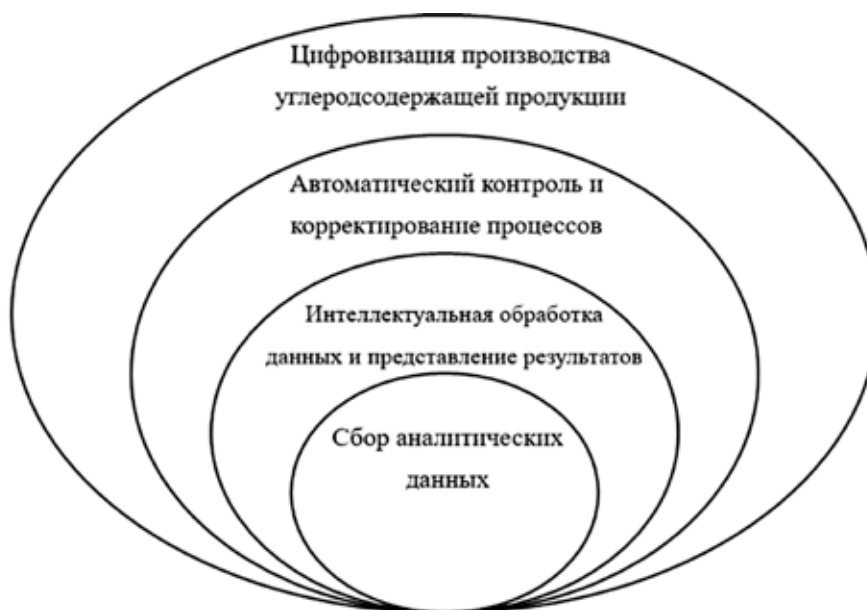 Цифровизация производства
углеродсодержащей продукции
Автоматический контроль и
корректирование процессов
Интеллектуальная обработка
данных и представление результатов
Сбор аналитических
данных